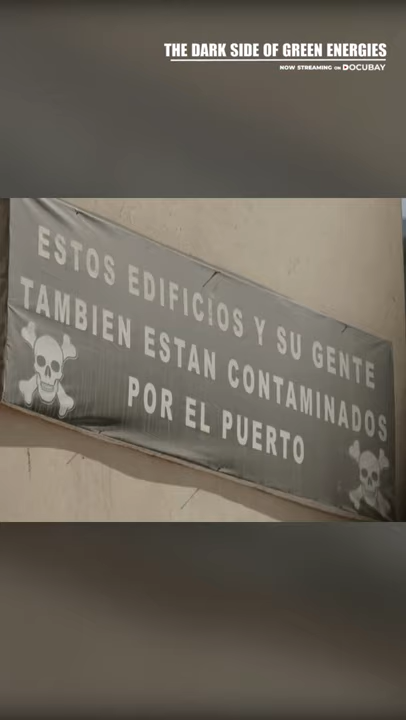 THE DARK SIDE OF GREEN ENERGIES
NOW STREAMING ON DOCUBAY
ESTOS EDIFICIOS Y SU GENTE
TAMBIEN ESTAN CONTAMINADOS
POR EL PUERTO